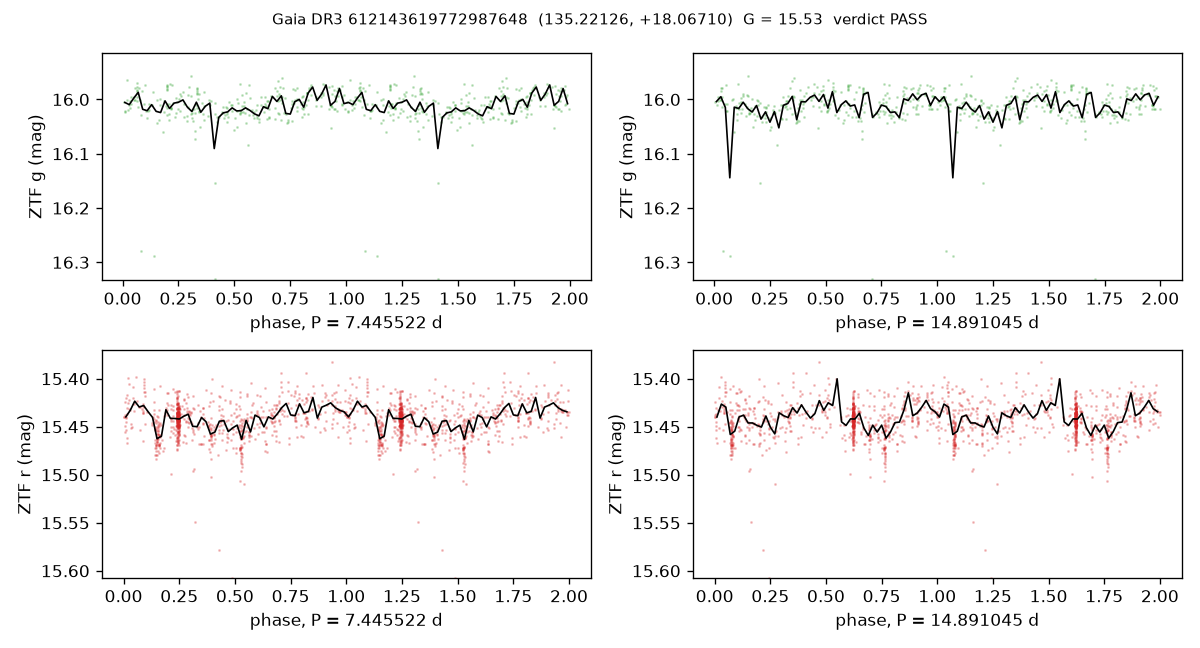 Gaia DR3 612143619772987648 (135.22126, +18.06710) G = 15.53 verdict PASS
ZTF g (mag)
16.0
16.1
16.2
16.3
0.00 0.25 0.50 0.75 1.00 1.25 1.50 1.75 2.00
phase, P = 7.445522 d
ZTF g (mag)
16.0
16.1
16.2
16.3
0.00 0.25 0.50 0.75 1.00 1.25 1.50 1.75 2.00
phase, P = 14.891045 d
ZTF r (mag)
15.40
15.45
15.50
15.55
15.60
0.00 0.25 0.50 0.75 1.00 1.25 1.50 1.75 2.00
phase, P = 7.445522 d
ZTF r (mag)
15.40
15.45
15.50
15.55
15.60
0.00 0.25 0.50 0.75 1.00 1.25 1.50 1.75 2.00
phase, P = 14.891045 d